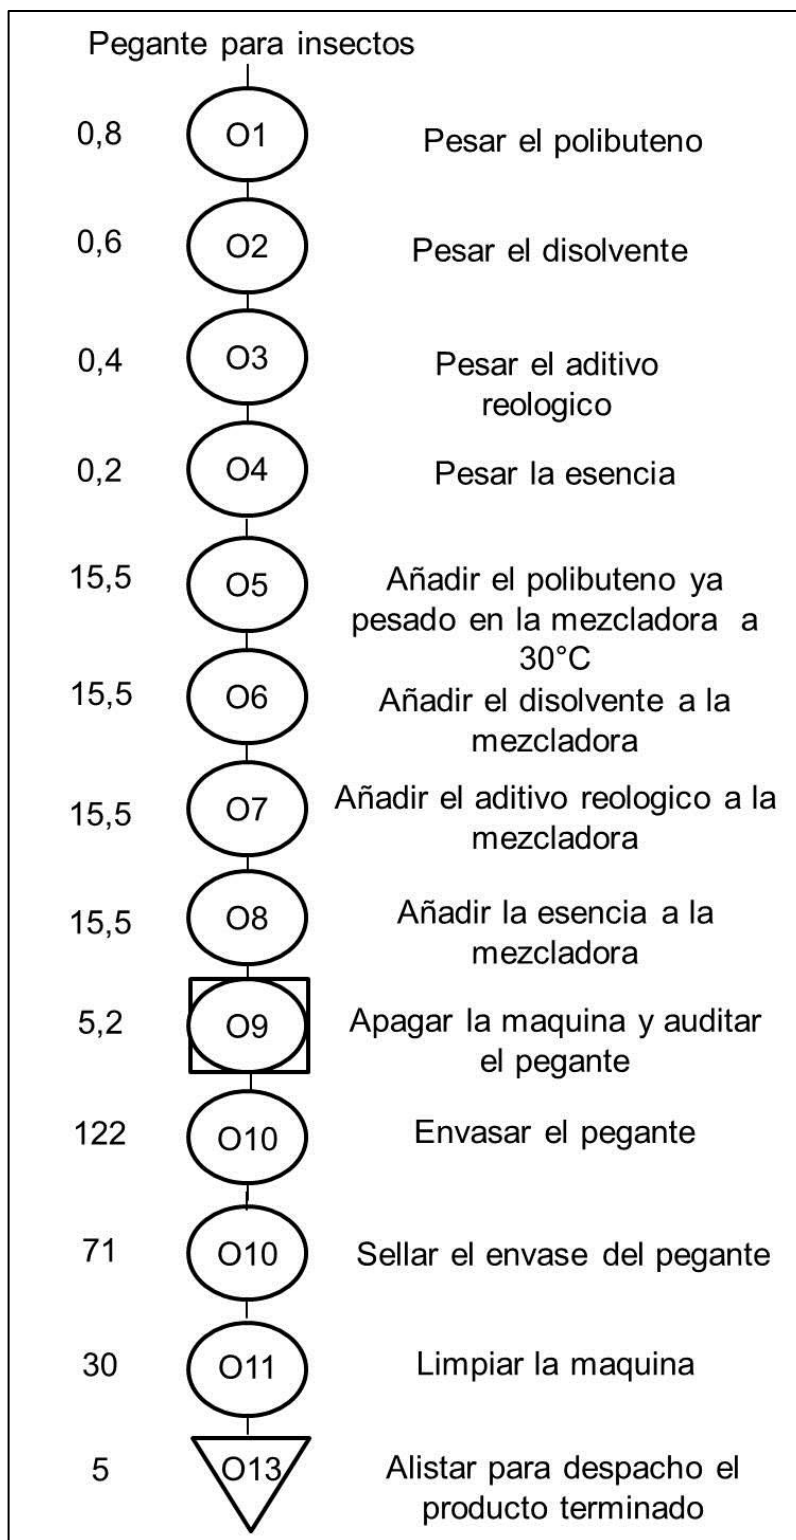 Pegante para insectos
0,8 O1 Pesar el polibuteno
0,6 O2 Pesar el disolvente
0,4 O3 Pesar el aditivo
reologico
0,2 O4 Pesar la esencia
15,5 O5 Añadir el polibuteno ya
pesado en la mezcladora a
30°C
15,5 O6 Añadir el disolvente a la
mezcladora
15,5 O7 Añadir el aditivo reologico a la
mezcladora
15,5 O8 Añadir la esencia a la
mezcladora
5,2 O9 Apagar la maquina y auditar
el pegante
122 O10 Envasar el pegante
71 O10 Sellar el envase del pegante
30 O11 Limpiar la maquina
5 O13 Alistar para despacho el
producto terminado